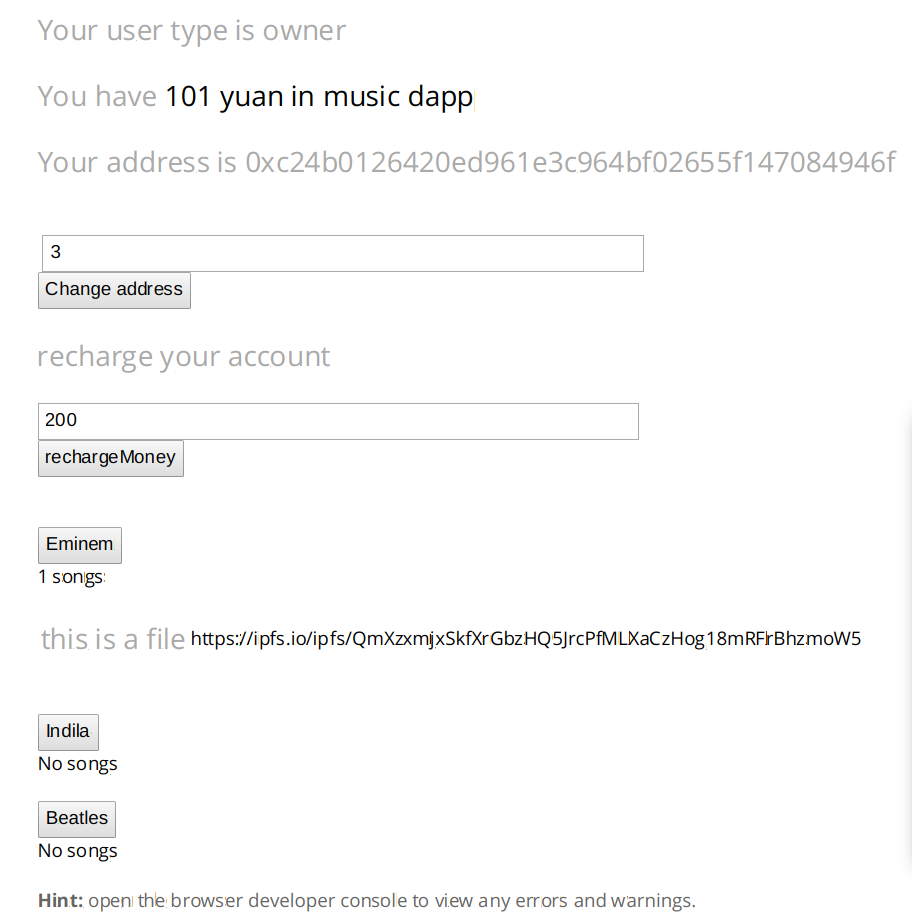 Your user type is owner
You have 101 yuan in music dapp
Your address is 0xc24b0126420ed961e3c964bf02655f147084946f
3
Change address
recharge your account
200
rechargeMoney
Eminem
1 songs
this is a file https://ipfs.io/ipfs/QmXzxmjxSkfXrGbzHQ5JrcPfMLXaCzHog18mRFirBhzmoW5
Indila
No songs
Beatles
No songs
Hint: open the browser developer console to view any errors and warnings.